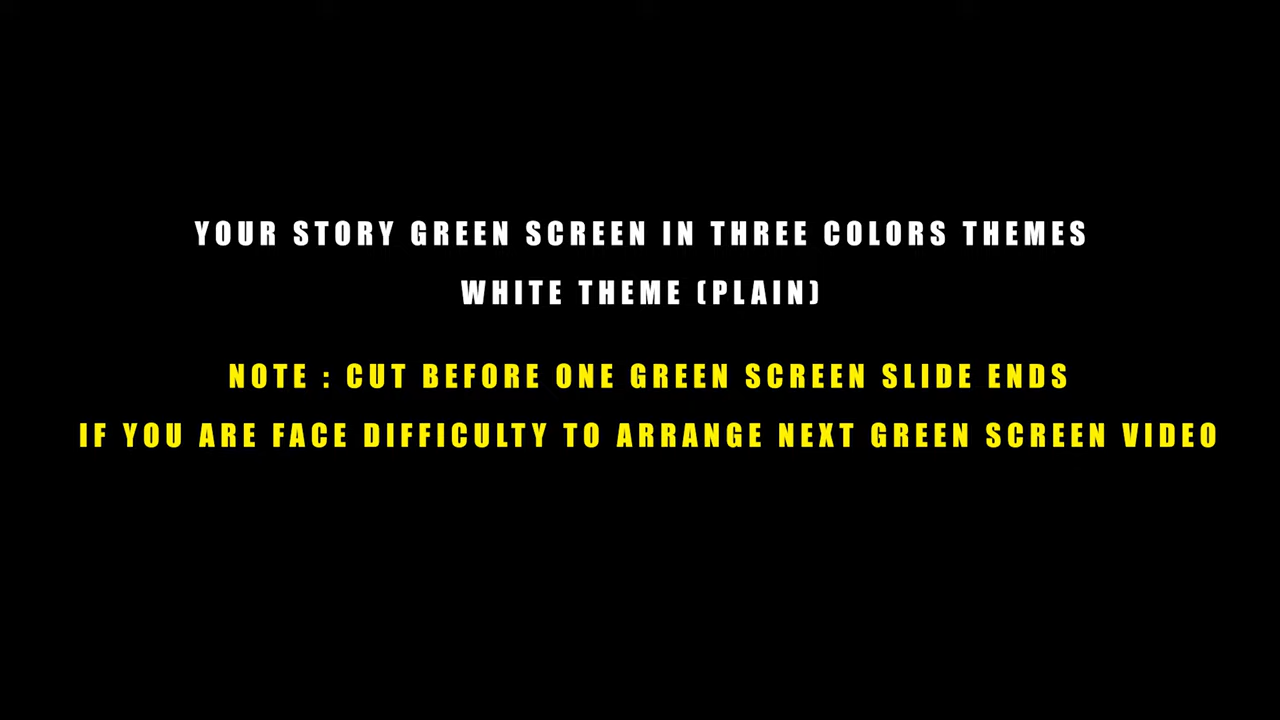 YOUR STORY GREEN SCREEN IN THREE COLORS THEMES
WHITE THEME (PLAIN)
NOTE : CUT BEFORE ONE GREEN SCREEN SLIDE ENDS
IF YOU ARE FACE DIFFICULTY TO ARRANGE NEXT GREEN SCREEN VIDEO